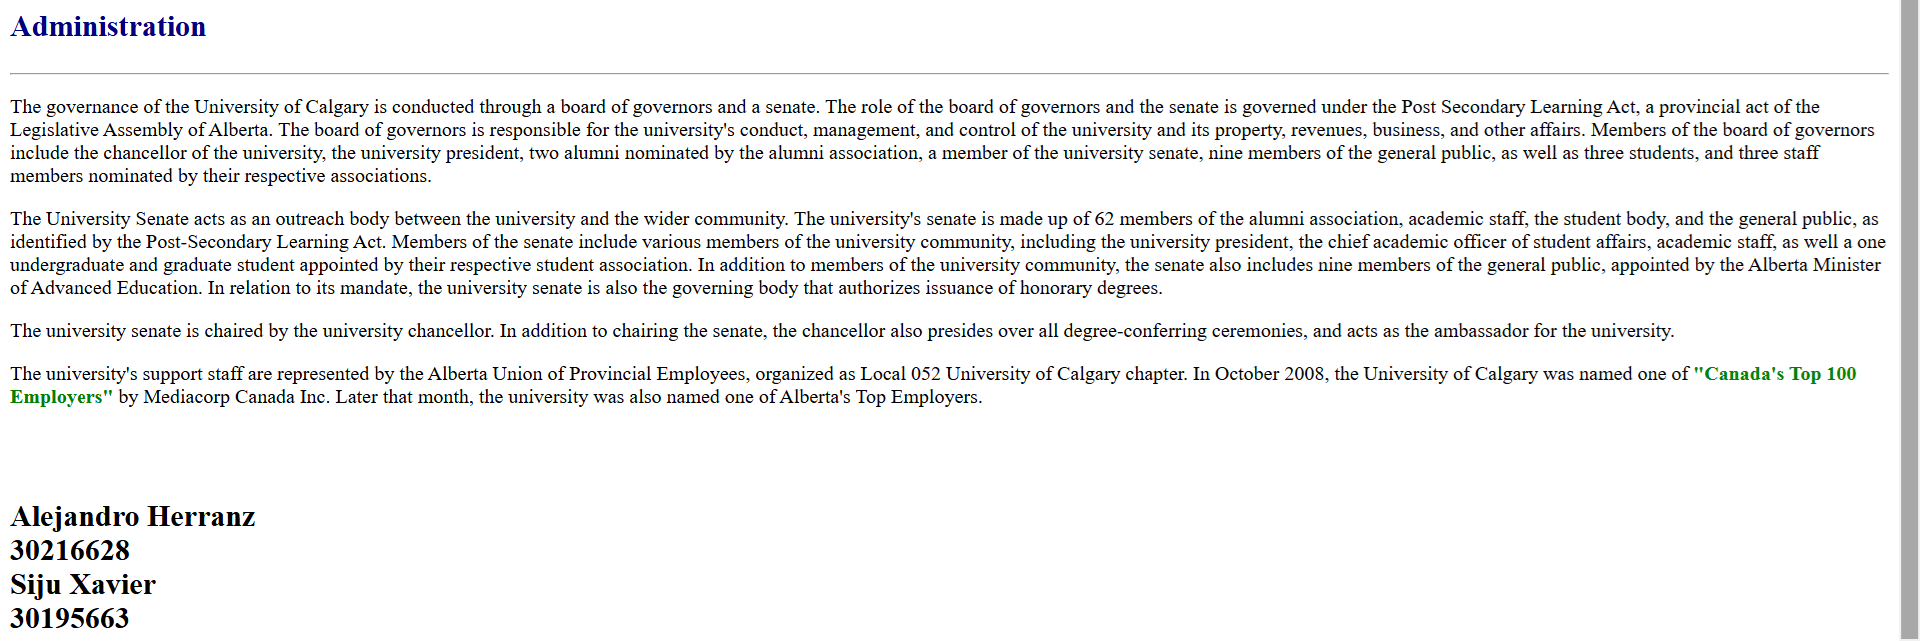 Administration
The governance of the University of Calgary is conducted through a board of governors and a senate. The role of the board of governors and the senate is governed under the Post Secondary Learning Act, a provincial act of the
Legislative Assembly of Alberta. The board of governors is responsible for the university's conduct, management, and control of the university and its property, revenues, business, and other affairs. Members of the board of governors
include the chancellor of the university, the university president, two alumni nominated by the alumni association, a member of the university senate, nine members of the general public, as well as three students, and three staff
members nominated by their respective associations.
The University Senate acts as an outreach body between the university and the wider community. The university's senate is made up of 62 members of the alumni association, academic staff, the student body, and the general public, as
identified by the Post-Secondary Learning Act. Members of the senate include various members of the university community, including the university president, the chief academic officer of student affairs, academic staff, as well a one
undergraduate and graduate student appointed by their respective student association. In addition to members of the university community, the senate also includes nine members of the general public, appointed by the Alberta Minister
of Advanced Education. In relation to its mandate, the university senate is also the governing body that authorizes issuance of honorary degrees.
The university senate is chaired by the university chancellor. In addition to chairing the senate, the chancellor also presides over all degree-conferring ceremonies, and acts as the ambassador for the university.
The university's support staff are represented by the Alberta Union of Provincial Employees, organized as Local 052 University of Calgary chapter. In October 2008, the University of Calgary was named one of "Canada's Top 100
Employers" by Mediacorp Canada Inc. Later that month, the university was also named one of Alberta's Top Employers.
Alejandro Herranz
30216628
Siju Xavier
30195663